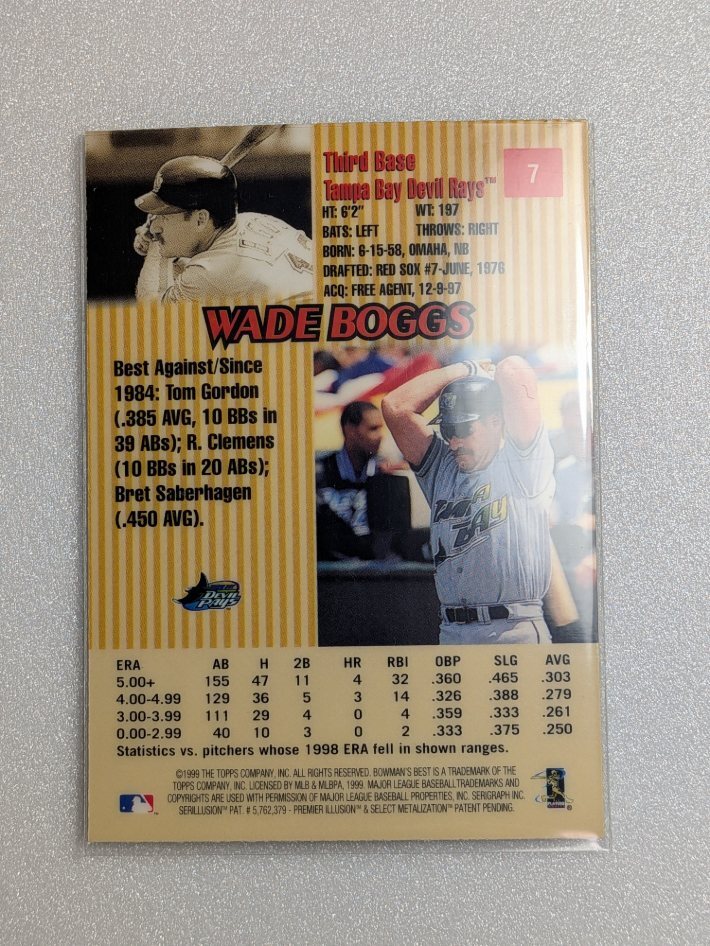 Third Base
7
Tampa Bay Devil Rays™
HT: 6'2" WT: 197
BATS: LEFT THROWS: RIGHT
BORN: 6-15-58, OMAHA, NB
DRAFTED: RED SOX #7-JUNE, 1976
ACQ: FREE AGENT, 12-9-97
WADE BOGGS
Best Against/Since
1984: Tom Gordon
(.385 AVG, 10 BBs in
39 ABs); R. Clemens
(10 BBs in 20 ABs);
Bret Saberhagen
(.450 AVG).
TAMPA
BAY
DEVIL
RAYS
ERA AB H 2B HR RBI OBP SLG AVG
5.00+ 155 47 11 4 32 .360 .465 .303
4.00-4.99 129 36 5 3 14 .326 .388 .279
3.00-3.99 111 29 4 0 4 .359 .333 .261
0.00-2.99 40 10 3 0 2 .333 .375 .250
Statistics vs. pitchers whose 1998 ERA fell in shown ranges.
©1999 THE TOPPS COMPANY, INC. ALL RIGHTS RESERVED. BOWMAN'S BEST IS A TRADEMARK OF THE
TOPPS COMPANY, INC. LICENSED BY MLB & MLBPA, 1999. MAJOR LEAGUE BASEBALL TRADEMARKS AND
COPYRIGHTS ARE USED WITH PERMISSION OF MAJOR LEAGUE BASEBALL PROPERTIES, INC. SERIGRAPH INC.
SERILLUSION™ PAT. # 5,762,379 - PREMIER ILLUSION™ & SELECT METALIZATION™ PATENT PENDING.